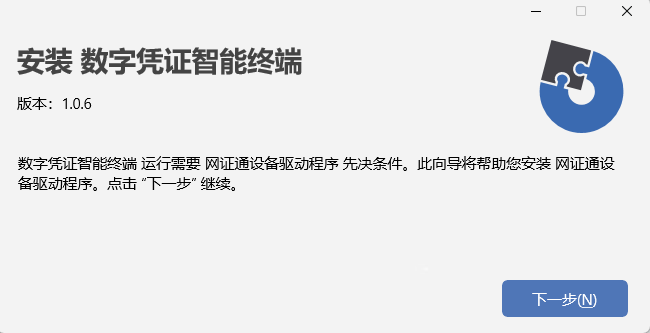 安装 数字凭证智能终端
版本：1.0.6
数字凭证智能终端 运行需要 网证通设备驱动程序 先决条件。此向导将帮助您安装 网证通设
备驱动程序。点击 “下一步” 继续。
下一步(N)